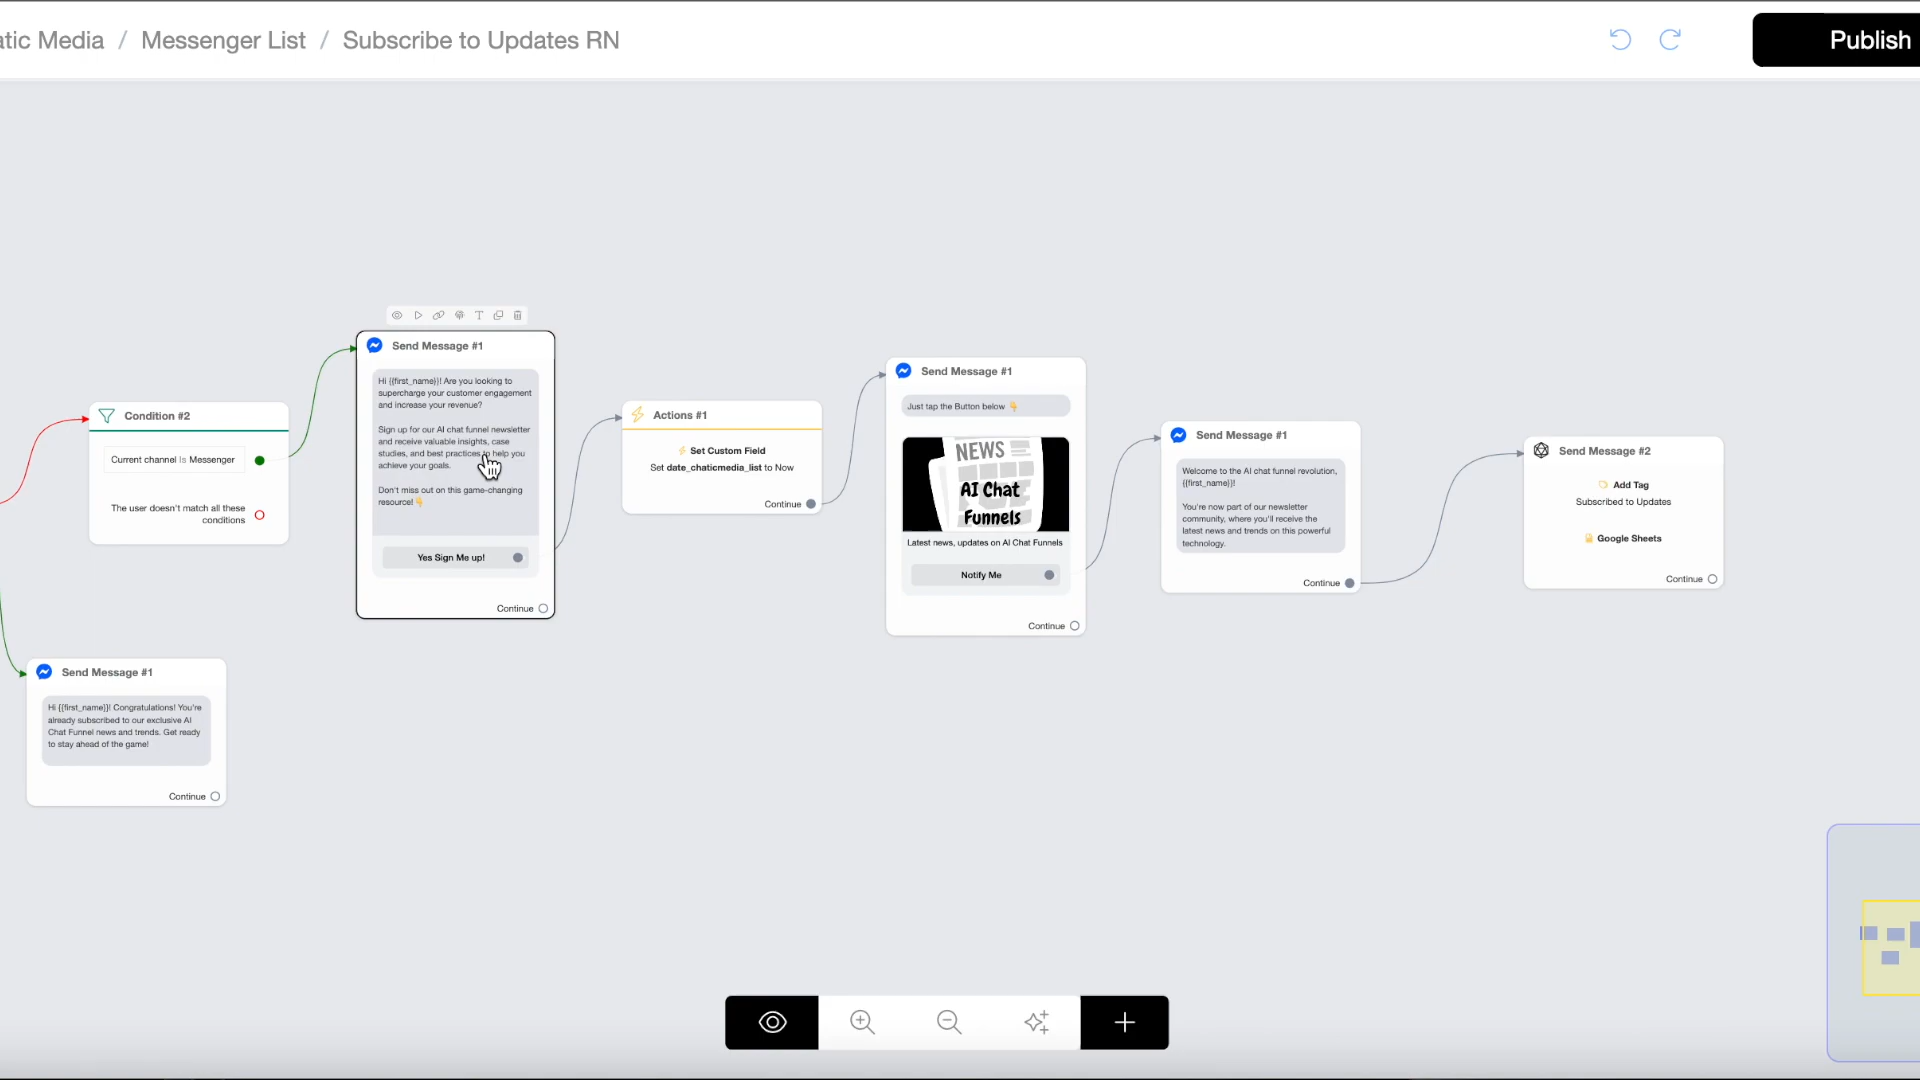 atic Media / Messenger List / Subscribe to Updates RN
Publish
Condition #2
Current channel Is Messenger
The user doesn't match all these
conditions
Send Message #1
Hi {{first_name}}! Are you looking to
supercharge your customer engagement
and increase your revenue?
Sign up for our AI chat funnel newsletter
and receive valuable insights, case
studies, and best practices to help you
achieve your goals.
Don't miss out on this game-changing
resource!👇
Yes Sign Me up!
Continue
Actions #1
Set Custom Field
Set date_chaticmedia_list to Now
Continue
Send Message #1
Just tap the Button below 👇
NEWS
AI Chat
Funnels
Latest news, updates on AI Chat Funnels
Notify Me
Continue
Send Message #1
Welcome to the AI chat funnel revolution,
{{first_name}}!
You're now part of our newsletter
community, where you'll receive the
latest news and trends on this powerful
technology.
Continue
Send Message #2
Add Tag
Subscribed to Updates
Google Sheets
Continue
Send Message #1
Hi {{first_name}}! Congratulations! You're
already subscribed to our exclusive AI
Chat Funnel news and trends. Get ready
to stay ahead of the game!
Continue